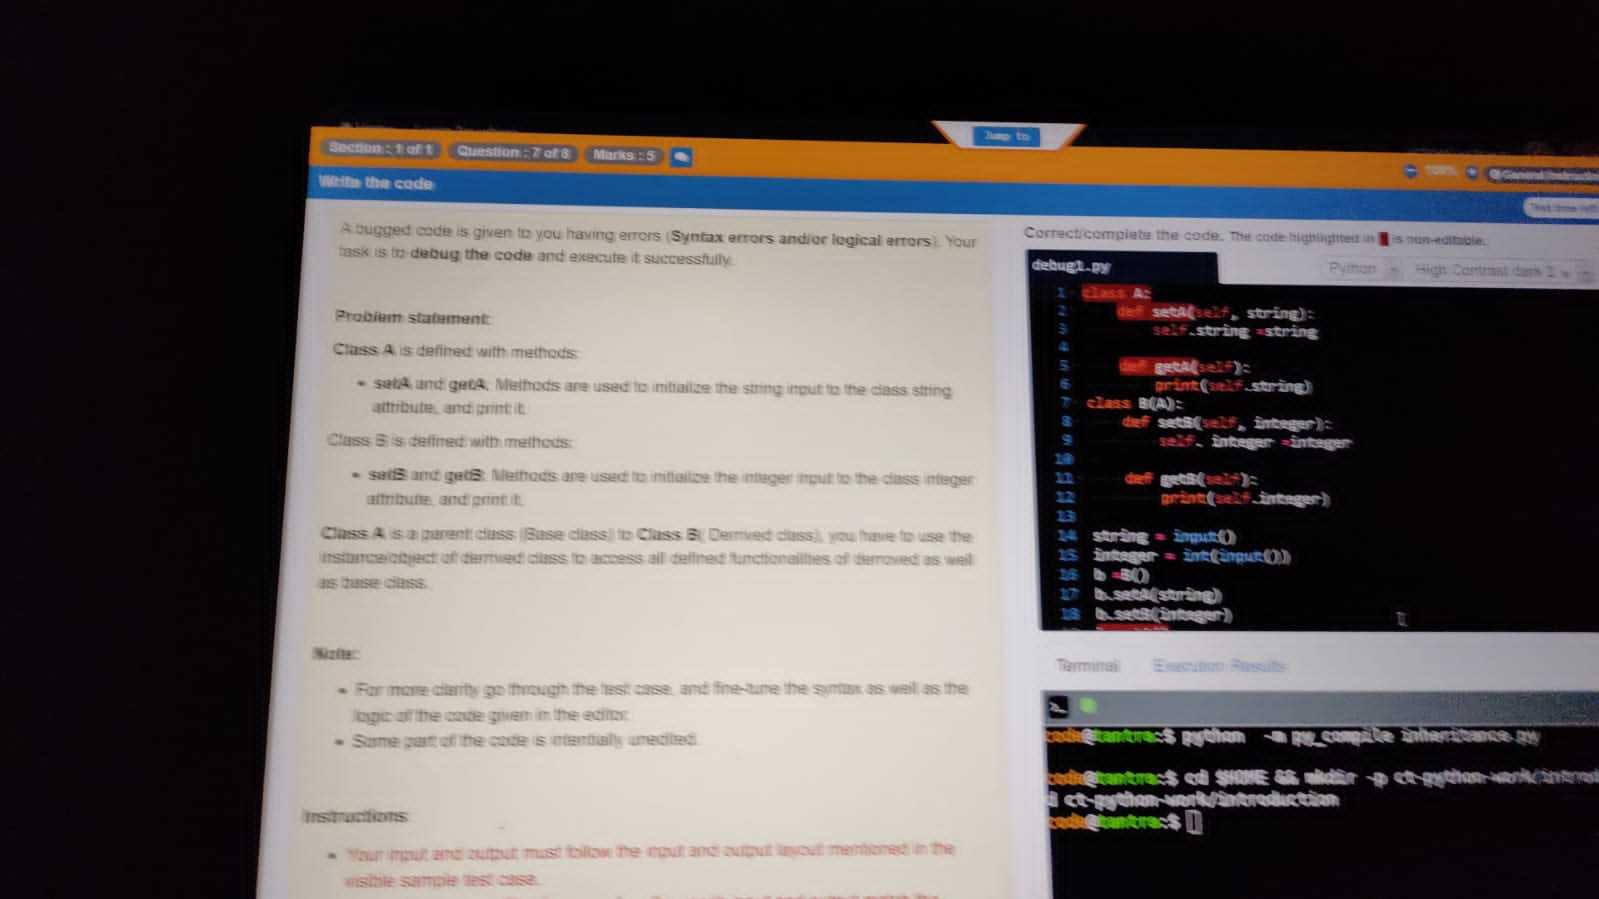 Section : 1 of 1 Question : 7 of 8 Marks : 5
Jump to
100%
Write the code
A bugged code is given to you having errors (Syntax errors and/or logical errors). Your
task is to debug the code and execute it successfully.
Problem statement:
Class A is defined with methods:
• setA and getA: Methods are used to initialize the string input to the class string
attribute, and print it.
Class B is defined with methods:
• setB and getB: Methods are used to initialize the integer input to the class integer
attribute, and print it.
Class A is a parent class (Base class) to Class B( Derrived class), you have to use the
instance/object of derrived class to access all defined functionalities of derroved as well
as base class.
Note:
• For more clarity go through the test case, and fine-tune the syntax as well as the
logic of the code given in the editor.
• Some part of the code is intentially unedited.
Instructions:
• Your input and output must follow the input and output layout mentioned in the
visible sample test case.
Correct/complete the code. The code highlighted in is non-editable.
debug1.py
Python High Contrast dark 2
1 class A:
2 def setA(self, string):
3 self.string =string
4
5 def getA(self):
6 print(self.string)
7 class B(A):
8 def setB(self, integer):
9 self. integer =integer
10
11 def getB(self):
12 print(self.integer)
13
14 string = input()
15 integer = int(input())
16 b =B()
17 b.setA(string)
18 b.setB(integer)
Terminal Execution Results
code@tantra:$ python -m py_compile inheritance.py
code@tantra:$ cd $HOME && mkdir -p ct-python-work/introd
d ct-python-work/introduction
code@tantra:$